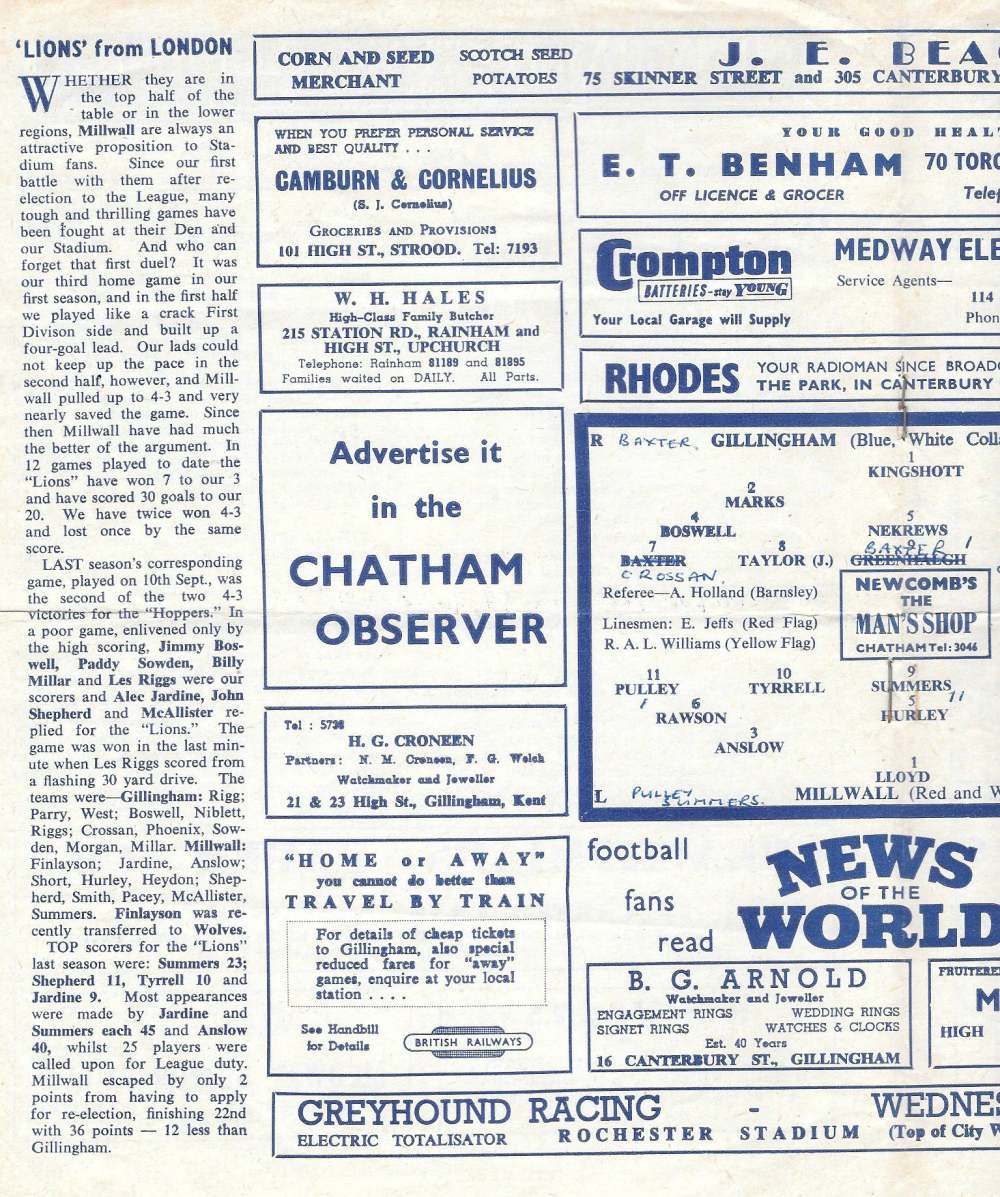 'LIONS' from LONDON
WHETHER they are in
the top half of the
table or in the lower
regions, Millwall are always an
attractive proposition to Sta-
dium fans. Since our first
battle with them after re-
election to the League, many
tough and thrilling games have
been fought at their Den and
our Stadium. And who can
forget that first duel? It was
our third home game in our
first season, and in the first half
we played like a crack First
Divison side and built up a
four-goal lead. Our lads could
not keep up the pace in the
second half, however, and Mill-
wall pulled up to 4-3 and very
nearly saved the game. Since
then Millwall have had much
the better of the argument. In
12 games played to date the
"Lions" have won 7 to our 3
and have scored 30 goals to our
20. We have twice won 4-3
and lost once by the same
score.
LAST season's corresponding
game, played on 10th Sept., was
the second of the two 4-3
victories for the "Hoppers." In
a poor game, enlivened only by
the high scoring, Jimmy Bos-
well, Paddy Sowden, Billy
Millar and Les Riggs were our
scorers and Alec Jardine, John
Shepherd and McAllister re-
plied for the "Lions." The
game was won in the last min-
ute when Les Riggs scored from
a flashing 30 yard drive. The
teams were—Gillingham: Rigg;
Parry, West; Boswell, Niblett,
Riggs; Crossan, Phoenix, Sow-
den, Morgan, Millar. Millwall:
Finlayson; Jardine, Anslow;
Short, Hurley, Heydon; Shep-
herd, Smith, Pacey, McAllister,
Summers. Finlayson was re-
cently transferred to Wolves.
TOP scorers for the "Lions"
last season were: Summers 23;
Shepherd 11, Tyrrell 10 and
Jardine 9. Most appearances
were made by Jardine and
Summers each 45 and Anslow
40, whilst 25 players were
called upon for League duty.
Millwall escaped by only 2
points from having to apply
for re-election, finishing 22nd
with 36 points — 12 less than
Gillingham.
CORN AND SEED
MERCHANT
SCOTCH SEED
POTATOES
J. E. BEA
75 SKINNER STREET and 305 CANTERBURY
WHEN YOU PREFER PERSONAL SERVICE
AND BEST QUALITY . . .
CAMBURN & CORNELIUS
(S. J. Cornelius)
GROCERIES AND PROVISIONS
101 HIGH ST., STROOD. Tel: 7193
YOUR GOOD HEAL
E. T. BENHAM 70 TORO
OFF LICENCE & GROCER
Telep
W. H. HALES
High-Class Family Butcher
215 STATION RD., RAINHAM and
HIGH ST., UPCHURCH
Telephone: Rainham 81189 and 81895
Families waited on DAILY. All Parts.
Crompton
BATTERIES-stay YOUNG
Your Local Garage will Supply
MEDWAY ELE
Service Agents—
114
Phon
RHODES
YOUR RADIOMAN SINCE BROADC
THE PARK, IN CANTERBURY
Advertise it
in the
CHATHAM
OBSERVER
R BAXTER GILLINGHAM (Blue, White Colla
1
KINGSHOTT
2
MARKS
4
BOSWELL
5
NEKREWS
7
BAXTER
CROSSAN.
8
TAYLOR (J.)
9
BAXTER 1
GREENHALGH
Referee—A. Holland (Barnsley)
Linesmen: E. Jeffs (Red Flag)
R. A. L. Williams (Yellow Flag)
NEWCOMB'S
THE
MAN'S SHOP
CHATHAM Tel: 3046
11
PULLEY
1
10
TYRRELL
9
SUMMERS
11
6
RAWSON
5
HURLEY
3
ANSLOW
1
LLOYD
L PULLEY
SUMMERS.
MILLWALL (Red and W
Tel : 5738
H. G. CRONEEN
Partners: N. M. Croneen, F. G. Welch
Watchmaker and Jeweller
21 & 23 High St., Gillingham, Kent
"HOME or AWAY"
you cannot do better than
TRAVEL BY TRAIN
For details of cheap tickets
to Gillingham, also special
reduced fares for "away"
games, enquire at your local
station . . . .
See Handbill
for Details
BRITISH RAILWAYS
football
fans
read
NEWS
OF THE
WORLD
B. G. ARNOLD
Watchmaker and Jeweller
ENGAGEMENT RINGS WEDDING RINGS
SIGNET RINGS WATCHES & CLOCKS
Est. 40 Years
16 CANTERBURY ST., GILLINGHAM
FRUITERE
M
HIGH
GREYHOUND RACING - WEDNES
ELECTRIC TOTALISATOR ROCHESTER STADIUM (Top of City W